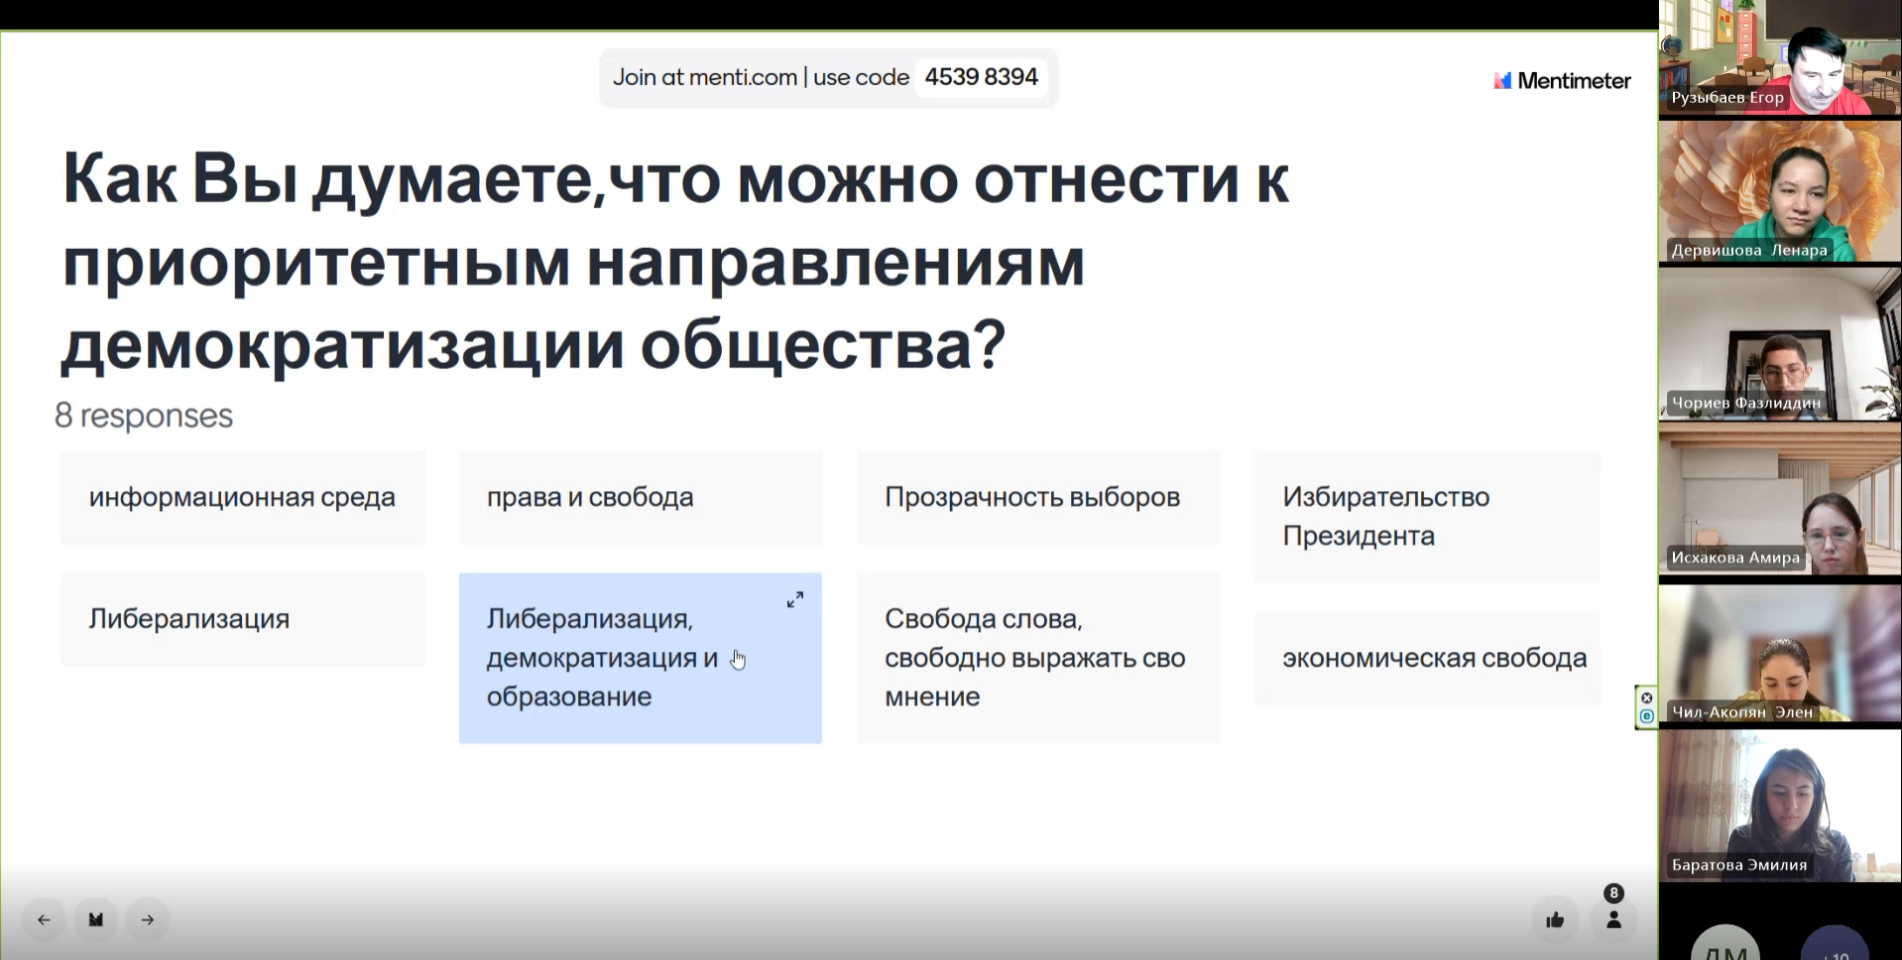 Join at menti.com | use code 4539 8394
Mentimeter
Как Вы думаете,что можно отнести к
приоритетным направлениям
демократизации общества?
8 responses
информационная среда
права и свобода
Прозрачность выборов
Избирательство
Президента
Либерализация
Либерализация,
демократизация и
образование
Свобода слова,
свободно выражать сво
мнение
экономическая свобода
8
Рузыбаев Егор
Дервишова Ленара
Чориев Фазлиддин
Исхакова Амира
Чил-Акопян Элен
Баратова Эмилия
ДМ